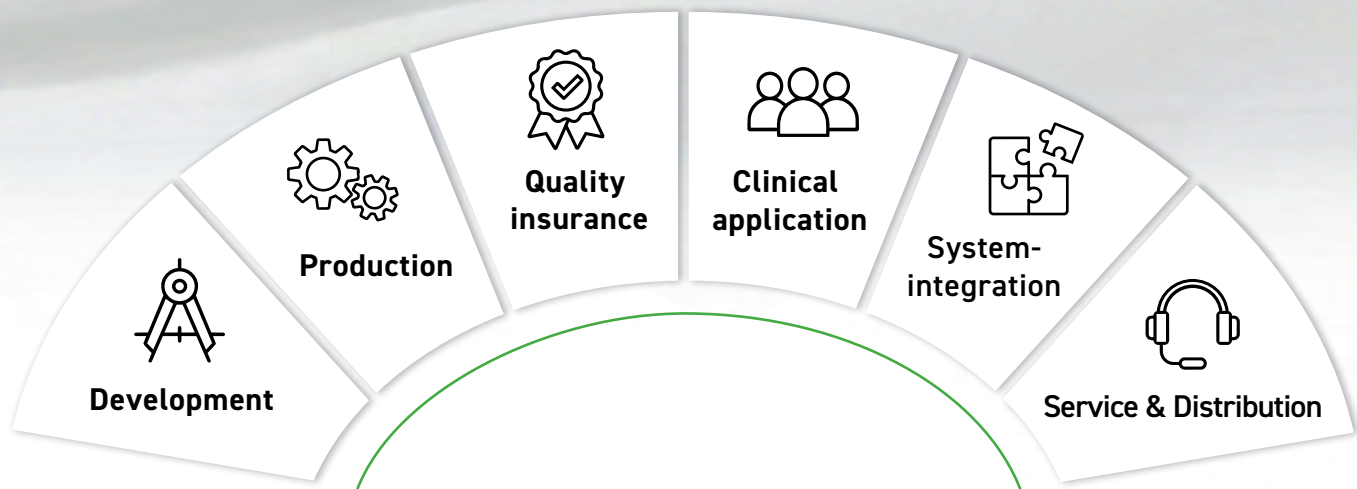 Development
Production
Quality
insurance
Clinical
application
System-
integration
Service & Distribution